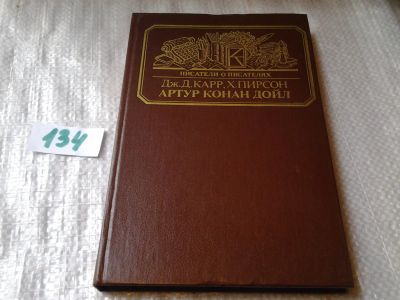 К
ПИСАТЕЛИ О ПИСАТЕЛЯХ
ДЖ. Д. КАРР, Х. ПИРСОН
АРТУР КОНАН ДОЙЛ
134